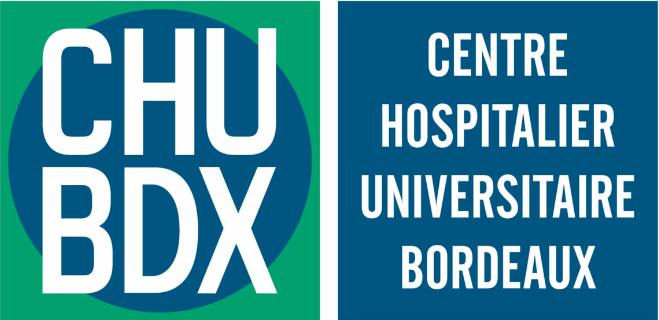 CHU
BDX
CENTRE
HOSPITALIER
UNIVERSITAIRE
BORDEAUX